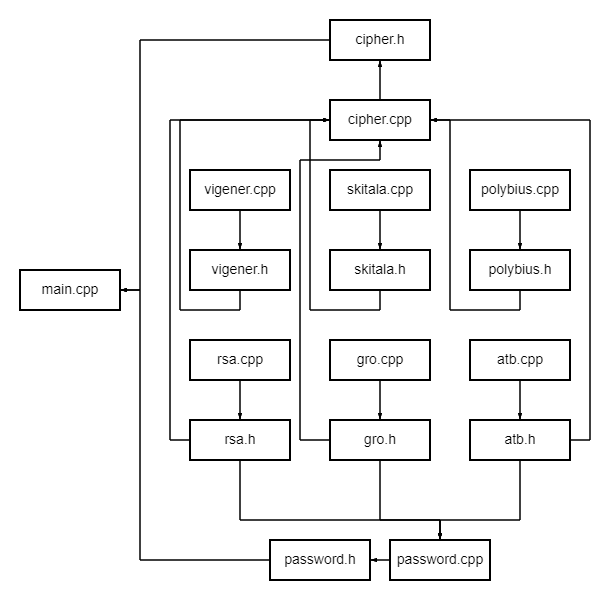 cipher.h
cipher.cpp
vigener.cpp
skitala.cpp
polybius.cpp
vigener.h
skitala.h
polybius.h
main.cpp
rsa.cpp
gro.cpp
atb.cpp
rsa.h
gro.h
atb.h
password.h
password.cpp